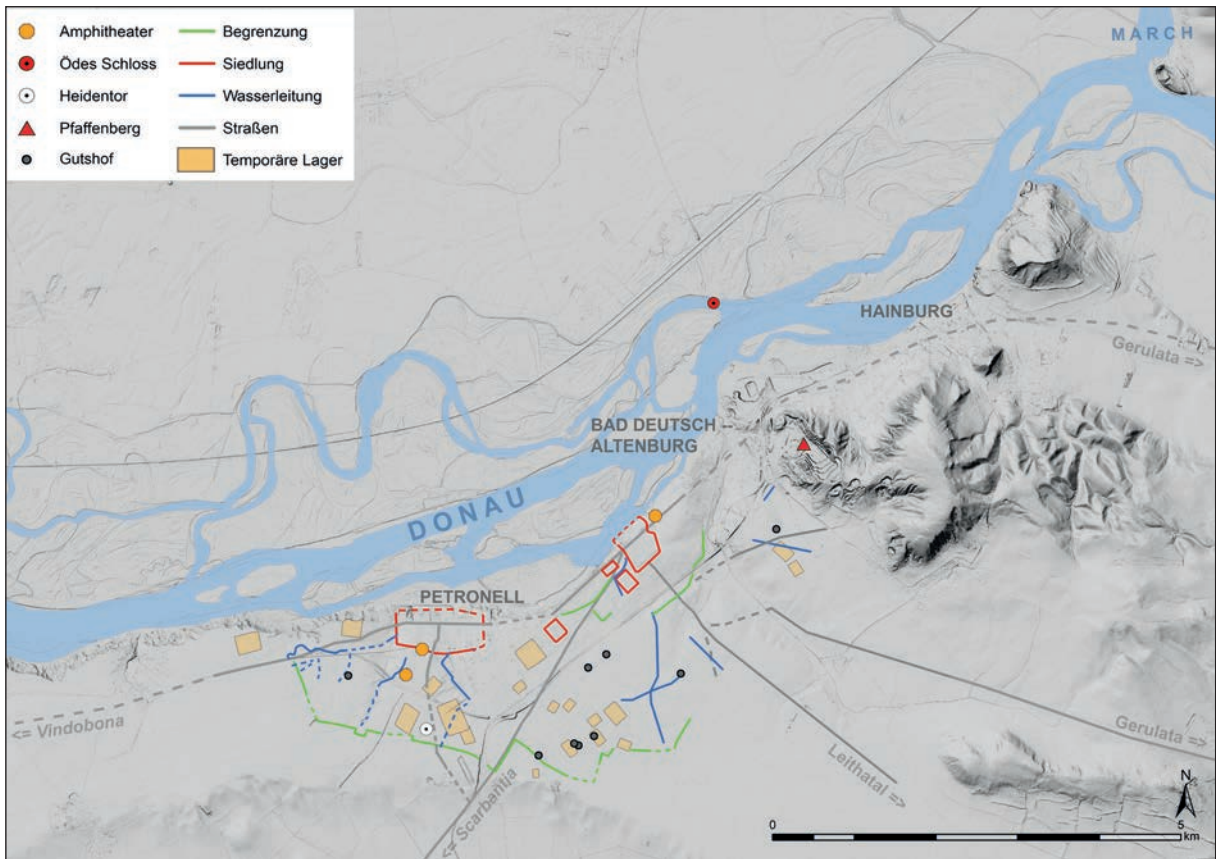 Amphitheater
Ödes Schloss
Heidentor
Pfaffenberg
Gutshof
Begrenzung
Siedlung
Wasserleitung
Straßen
Temporäre Lager
MARCH
HAINBURG
Gerulata =>
BAD DEUTSCH -
ALTENBURG
DONAU
PETRONELL
<= Vindobona
<= Scarbantia
Leithatal =>
Gerulata =>
N
0
5
km